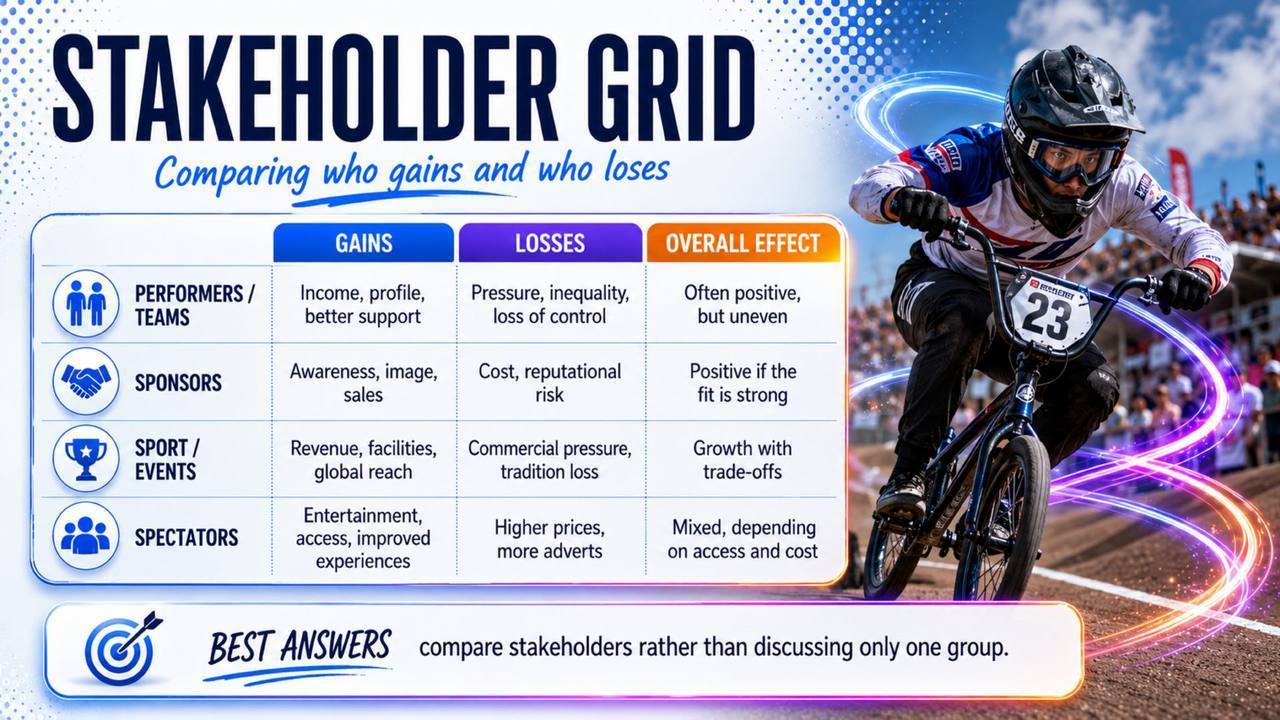 STAKEHOLDER GRID
Comparing who gains and who loses
GAINS
LOSSES
OVERALL EFFECT
PERFORMERS /
TEAMS
Income, profile,
better support
Pressure, inequality,
loss of control
Often positive,
but uneven
SPONSORS
Awareness, image,
sales
Cost, reputational
risk
Positive if the
fit is strong
SPORT /
EVENTS
Revenue, facilities,
global reach
Commercial pressure,
tradition loss
Growth with
trade-offs
SPECTATORS
Entertainment,
access, improved
experiences
Higher prices,
more adverts
Mixed, depending
on access and cost
BEST ANSWERS compare stakeholders rather than discussing only one group.
23